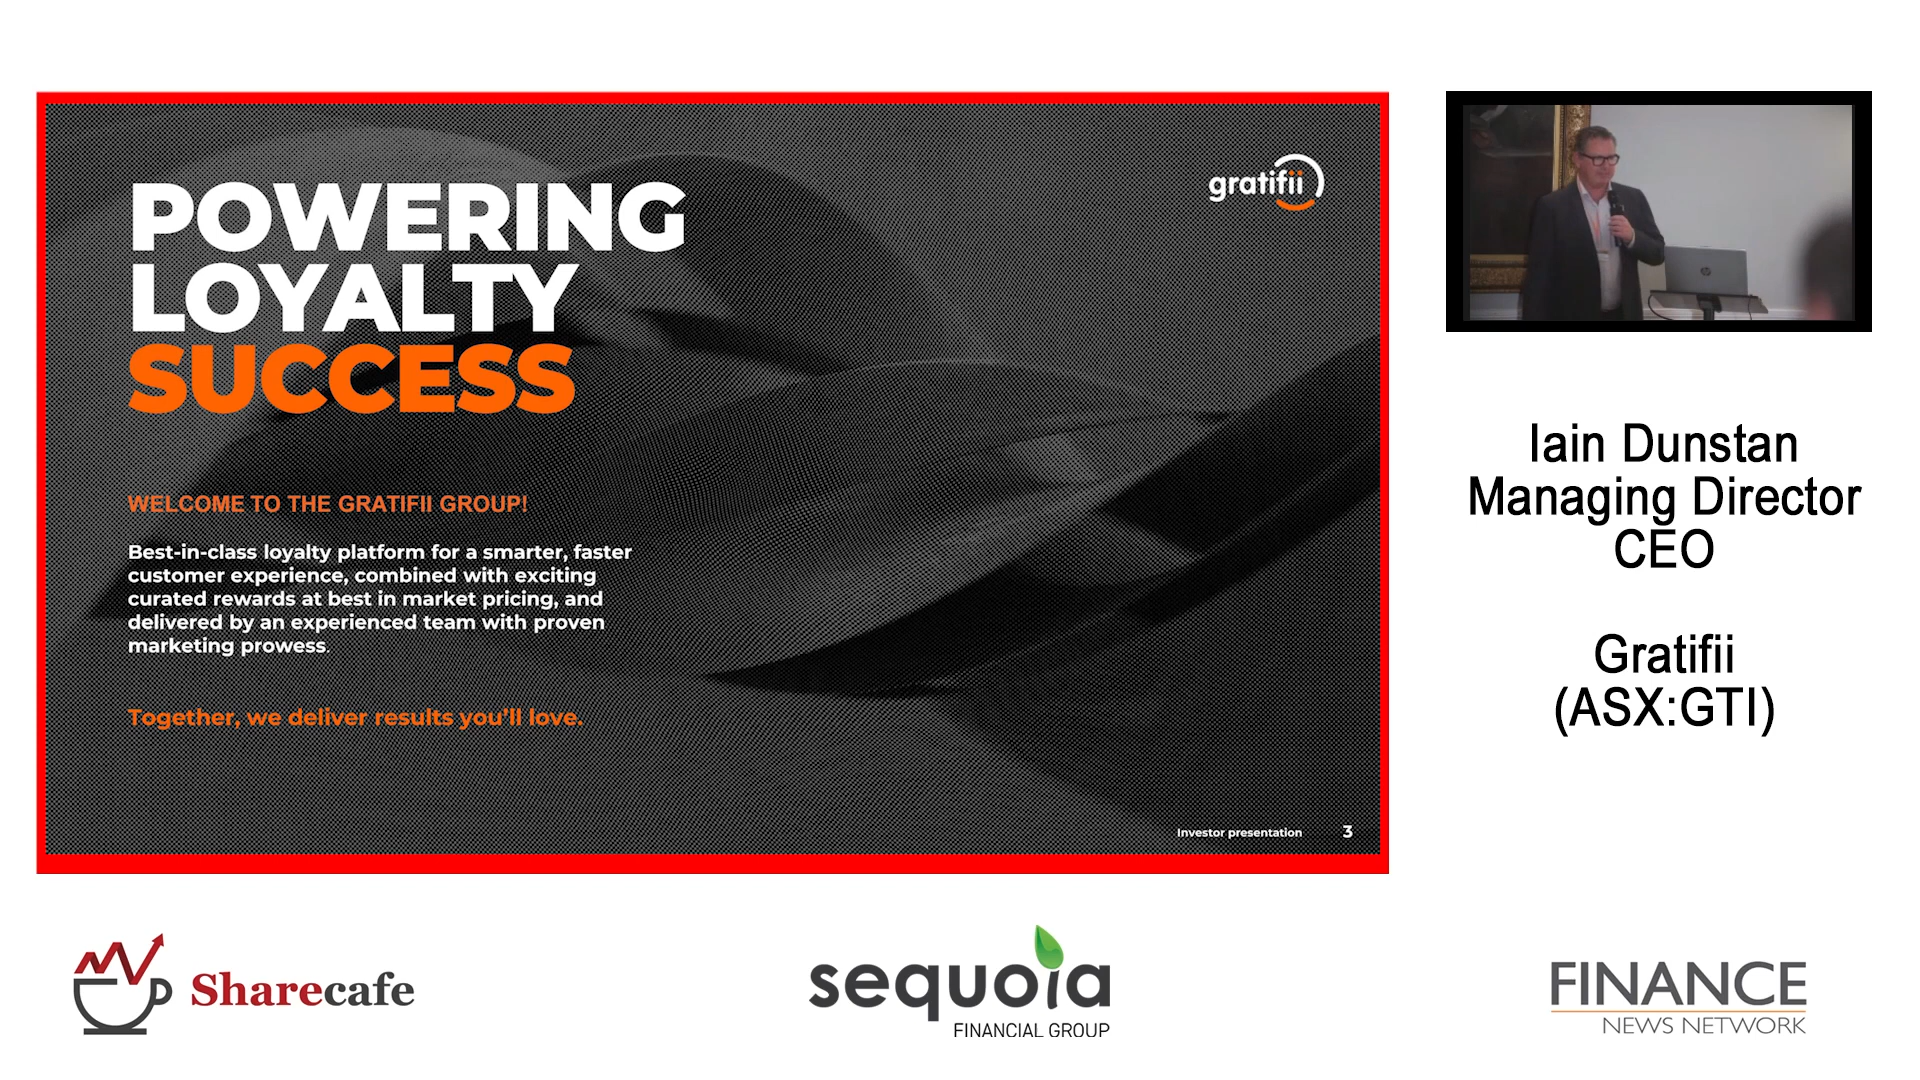 POWERING
LOYALTY
SUCCESS
gratifii
WELCOME TO THE GRATIFII GROUP!
Best-in-class loyalty platform for a smarter, faster
customer experience, combined with exciting
curated rewards at best in market pricing, and
delivered by an experienced team with proven
marketing prowess.
Together, we deliver results you'll love.
Investor presentation 3
hp
Iain Dunstan
Managing Director
CEO
Gratifii
(ASX:GTI)
Sharecafe
sequoia
FINANCIAL GROUP
FINANCE
NEWS NETWORK